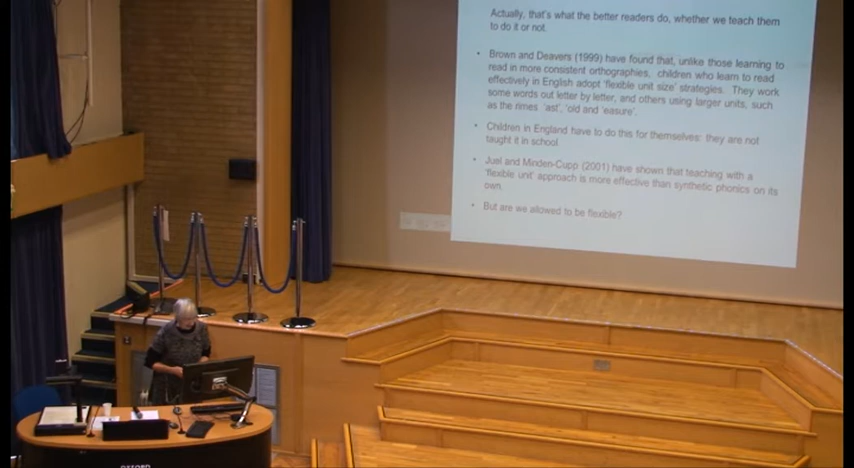 Actually, that's what the better readers do, whether we teach them
to do it or not.
• Brown and Deavers (1999) have found that, unlike those learning to
read in more consistent orthographies, children who learn to read
effectively in English adopt 'flexible unit size' strategies. They work
some words out letter by letter, and others using larger units, such
as the rimes 'ast', 'old and 'easure'.
• Children in England have to do this for themselves: they are not
taught it in school.
• Juel and Minden-Cupp (2001) have shown that teaching with a
'flexible unit' approach is more effective than synthetic phonics on its
own.
• But are we allowed to be flexible?
OXFORD